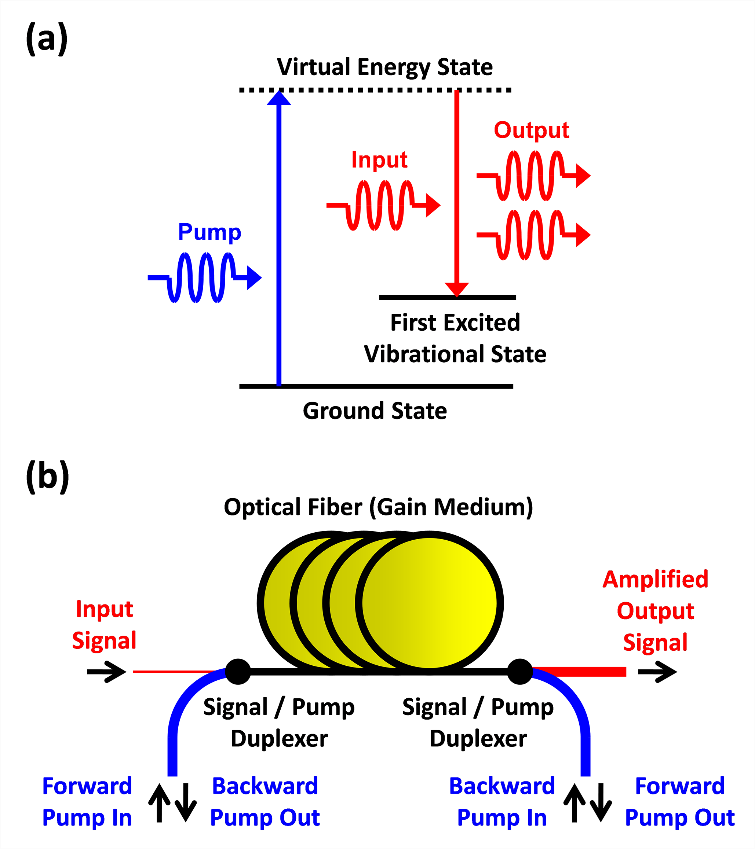 (a)
Virtual Energy State
Output
Input
Pump
First Excited
Vibrational State
Ground State
(b)
Optical Fiber (Gain Medium)
Input
Signal
Amplified
Output
Signal
Signal / Pump
Duplexer
Signal / Pump
Duplexer
Forward
Pump In
Backward
Pump Out
Backward
Pump In
Forward
Pump Out